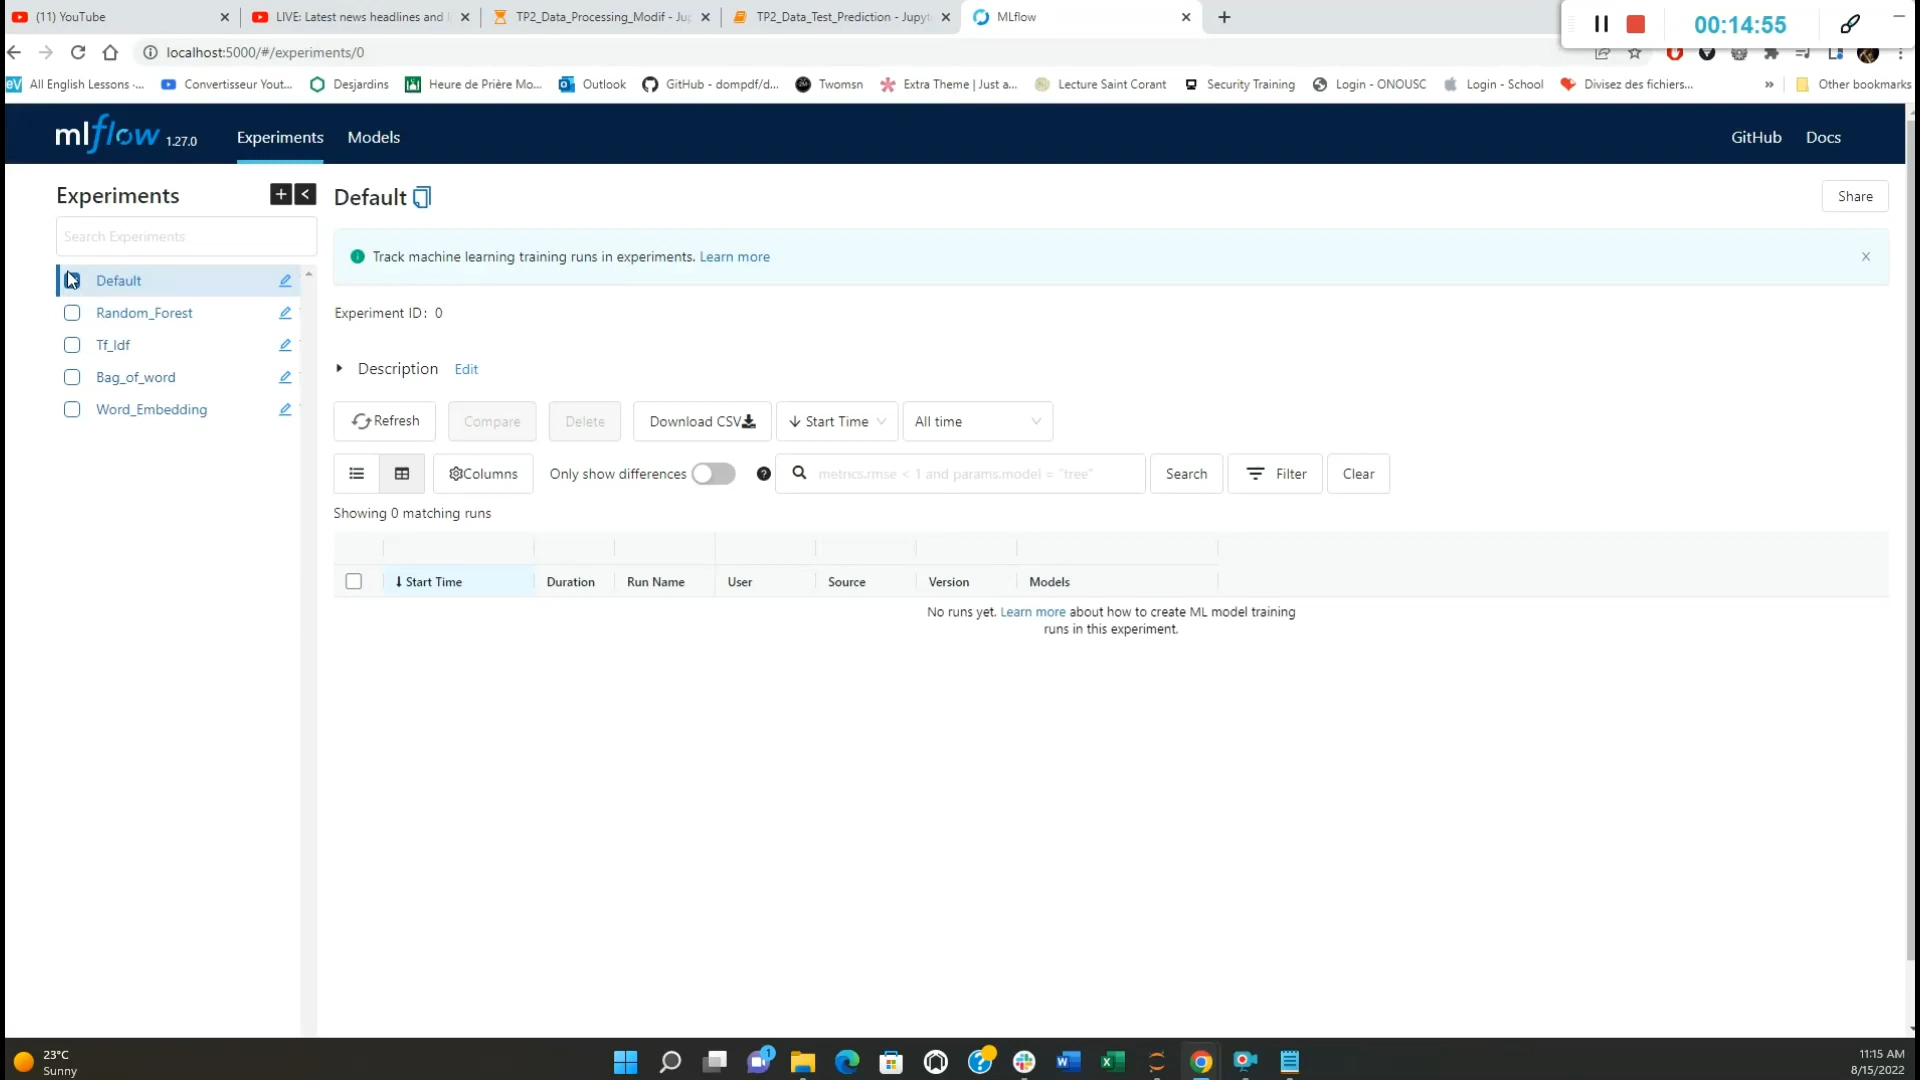 (11) YouTube
LIVE: Latest news headlines and
TP2_Data_Processing_Modif - Ju
TP2_Data_Test_Prediction - Jupyt
MLflow
00:14:55
localhost:5000/#/experiments/0
All English Lessons -...
Convertisseur Yout...
Desjardins
Heure de Prière Mo...
Outlook
GitHub - dompdf/d...
Twomsn
Extra Theme | Just a...
Lecture Saint Corant
Security Training
Login - ONOUSC
Login - School
Divisez des fichiers...
»
Other bookmarks
mlflow 1.27.0
Experiments
Models
GitHub
Docs
Experiments
Default
Share
Search Experiments
Track machine learning training runs in experiments. Learn more
Default
Random_Forest
Tf_Idf
Bag_of_word
Word_Embedding
Experiment ID: 0
Description Edit
Refresh
Compare
Delete
Download CSV
Start Time
All time
Columns
Only show differences
metrics.rmse < 1 and params.model = "tree"
Search
Filter
Clear
Showing 0 matching runs
Start Time
Duration
Run Name
User
Source
Version
Models
No runs yet. Learn more about how to create ML model training
runs in this experiment.
23°C
Sunny
11:15 AM
8/15/2022